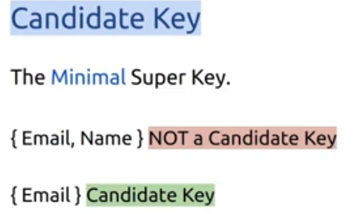 Candidate Key
The Minimal Super Key.
{ Email, Name } NOT a Candidate Key
{ Email } Candidate Key